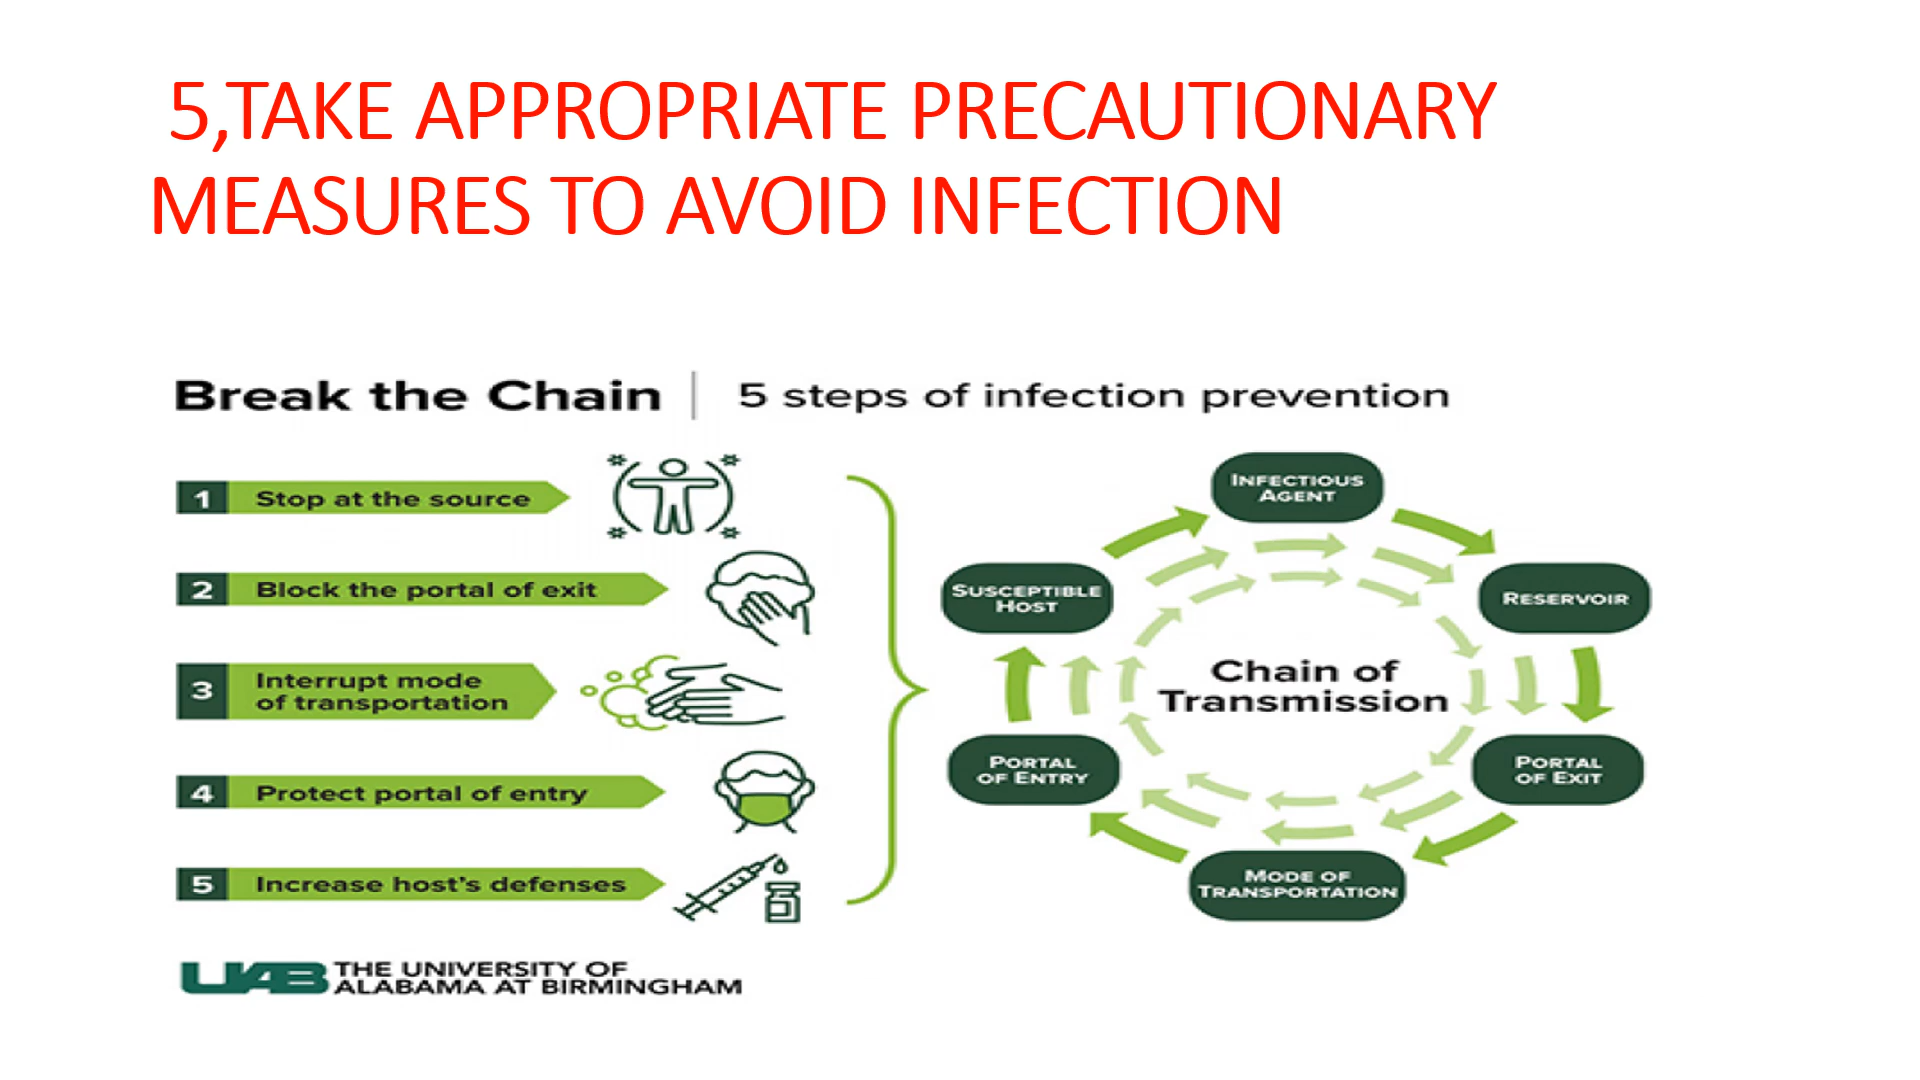 5,TAKE APPROPRIATE PRECAUTIONARY
MEASURES TO AVOID INFECTION
Break the Chain | 5 steps of infection prevention
1 Stop at the source
2 Block the portal of exit
3 Interrupt mode
of transportation
4 Protect portal of entry
5 Increase host's defenses
INFECTIOUS
AGENT
RESERVOIR
PORTAL
OF EXIT
MODE OF
TRANSPORTATION
PORTAL
OF ENTRY
SUSCEPTIBLE
HOST
Chain of
Transmission
UAB THE UNIVERSITY OF
ALABAMA AT BIRMINGHAM